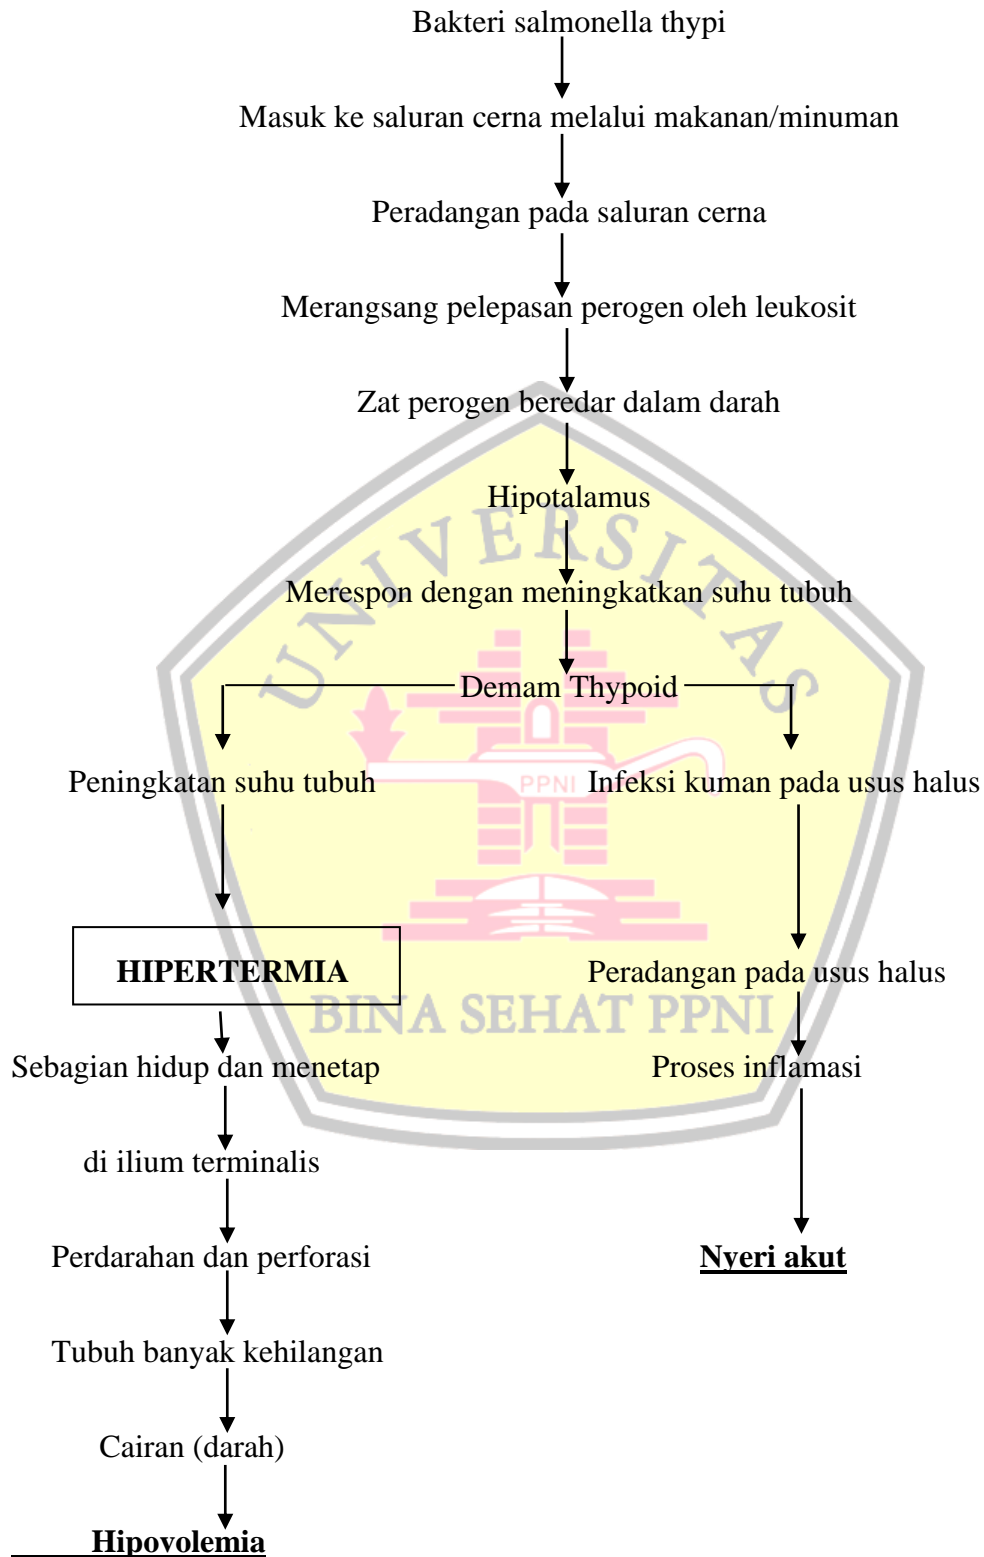 Bakteri salmonella thypi
Masuk ke saluran cerna melalui makanan/minuman
Peradangan pada saluran cerna
Merangsang pelepasan perogen oleh leukosit
Zat perogen beredar dalam darah
Hipotalamus
UNIVERSITAS
Merespon dengan meningkatkan suhu tubuh
Demam Thypoid
Peningkatan suhu tubuh
PPNI
Infeksi kuman pada usus halus
HIPERTERMIA
Peradangan pada usus halus
BINA SEHAT PPNI
Sebagian hidup dan menetap
Proses inflamasi
di ilium terminalis
Perdarahan dan perforasi
Nyeri akut
Tubuh banyak kehilangan
Cairan (darah)
Hipovolemia